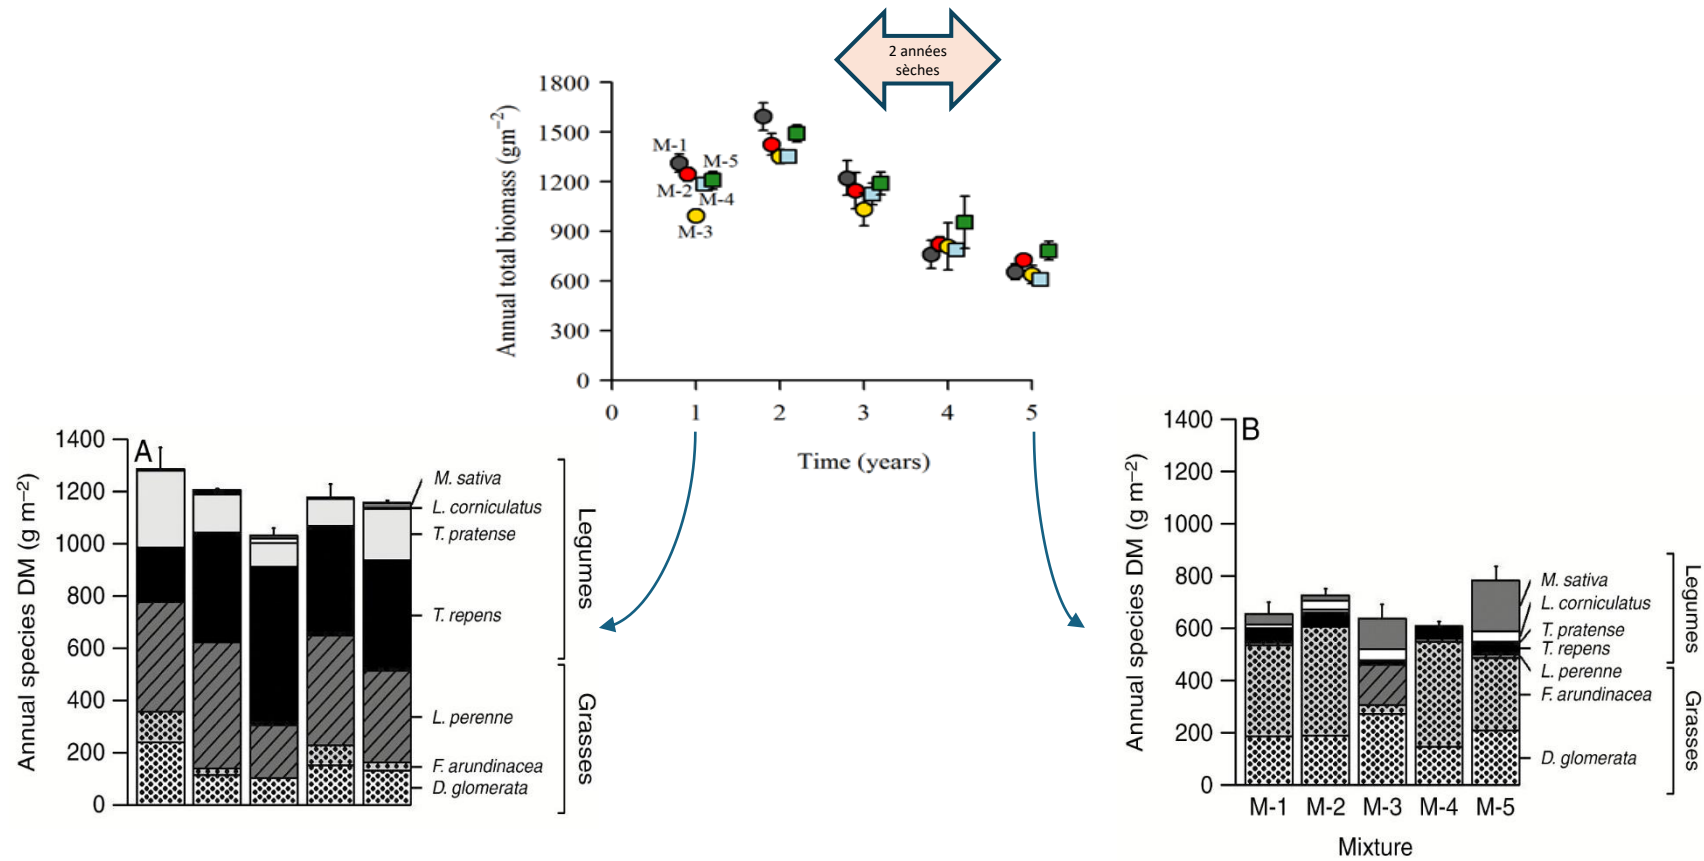 2 années
sèches
Annual total biomass (gm⁻²)
1800
1500
1200
900
600
300
0
M-1
M-5
M-2
M-4
M-3
0 1 2 3 4 5
Time (years)
A
Annual species DM (g m⁻²)
1400
1200
1000
800
600
400
200
0
M. sativa
L. corniculatus
T. pratense
T. repens
L. perenne
F. arundinacea
D. glomerata
Legumes
Grasses
B
Annual species DM (g m⁻²)
1400
1200
1000
800
600
400
200
0
M. sativa
L. corniculatus
T. pratense
T. repens
L. perenne
F. arundinacea
D. glomerata
Legumes
Grasses
M-1 M-2 M-3 M-4 M-5
Mixture